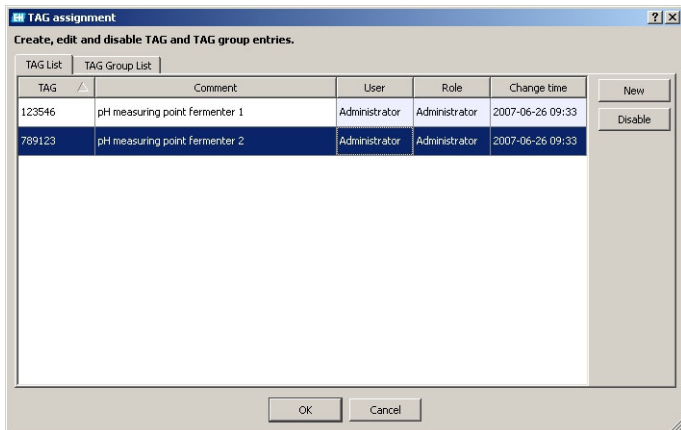 EH TAG assignment
Create, edit and disable TAG and TAG group entries.
TAG List TAG Group List
TAG Comment User Role Change time New
123546 pH measuring point fermenter 1 Administrator Administrator 2007-06-26 09:33
Disable
789123 pH measuring point fermenter 2 Administrator Administrator 2007-06-26 09:33
OK Cancel